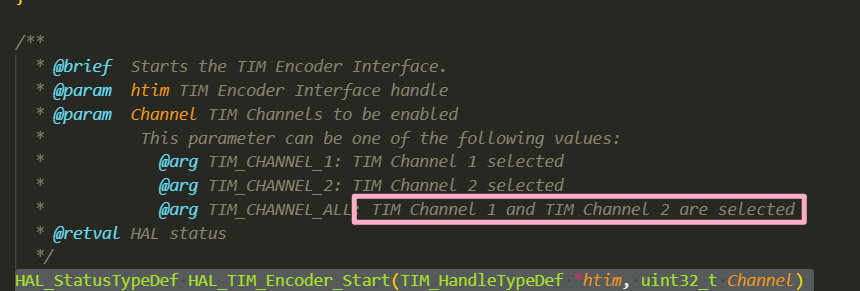 /**
* @brief Starts the TIM Encoder Interface.
* @param htim TIM Encoder Interface handle
* @param Channel TIM Channels to be enabled
* This parameter can be one of the following values:
* @arg TIM_CHANNEL_1: TIM Channel 1 selected
* @arg TIM_CHANNEL_2: TIM Channel 2 selected
* @arg TIM_CHANNEL_ALL: TIM Channel 1 and TIM Channel 2 are selected
* @retval HAL status
*/
HAL_StatusTypeDef HAL_TIM_Encoder_Start(TIM_HandleTypeDef *htim, uint32_t Channel)